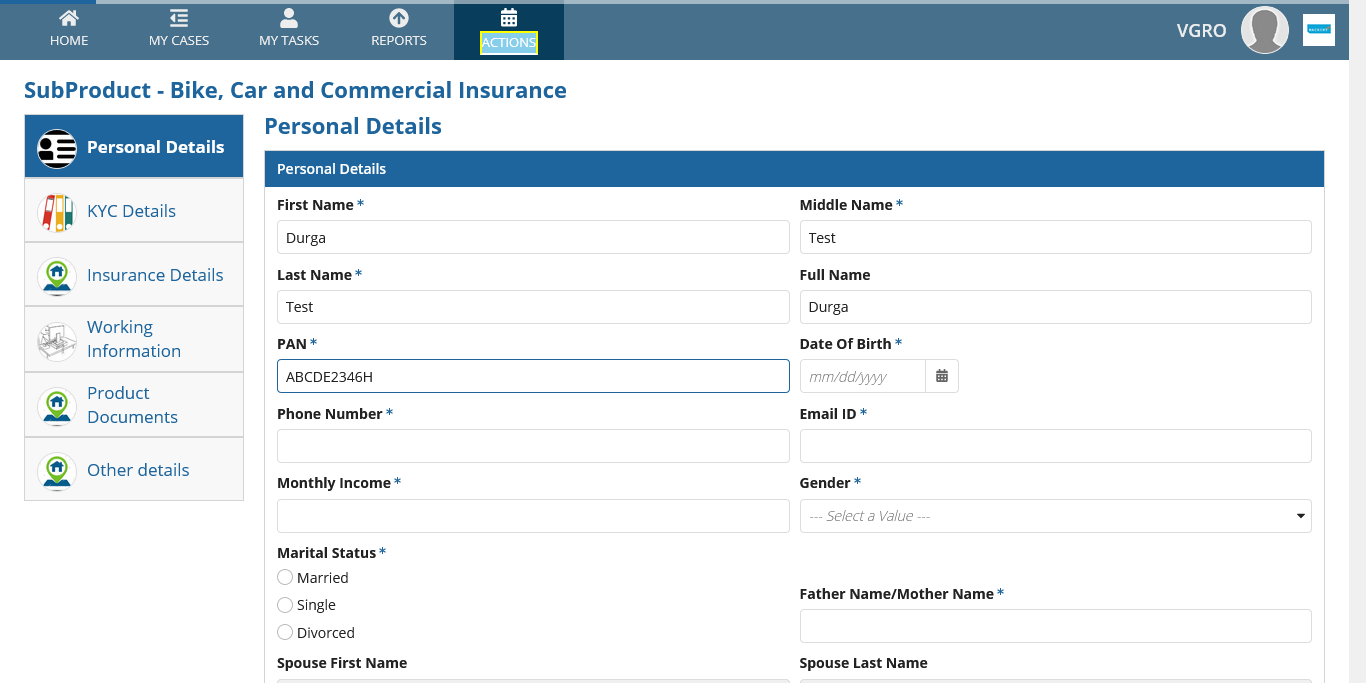 HOME
MY CASES
MY TASKS
REPORTS
ACTIONS
VGRO
SubProduct - Bike, Car and Commercial Insurance
Personal Details
KYC Details
Insurance Details
Working
Information
Product
Documents
Other details
Personal Details
Personal Details
First Name *
Middle Name *
Durga
Test
Last Name *
Full Name
Test
Durga
PAN *
Date Of Birth *
ABCDE2346H
mm/dd/yyyy
Phone Number *
Email ID *
Monthly Income *
Gender *
--- Select a Value ---
Marital Status *
Married
Single
Divorced
Father Name/Mother Name *
Spouse First Name
Spouse Last Name